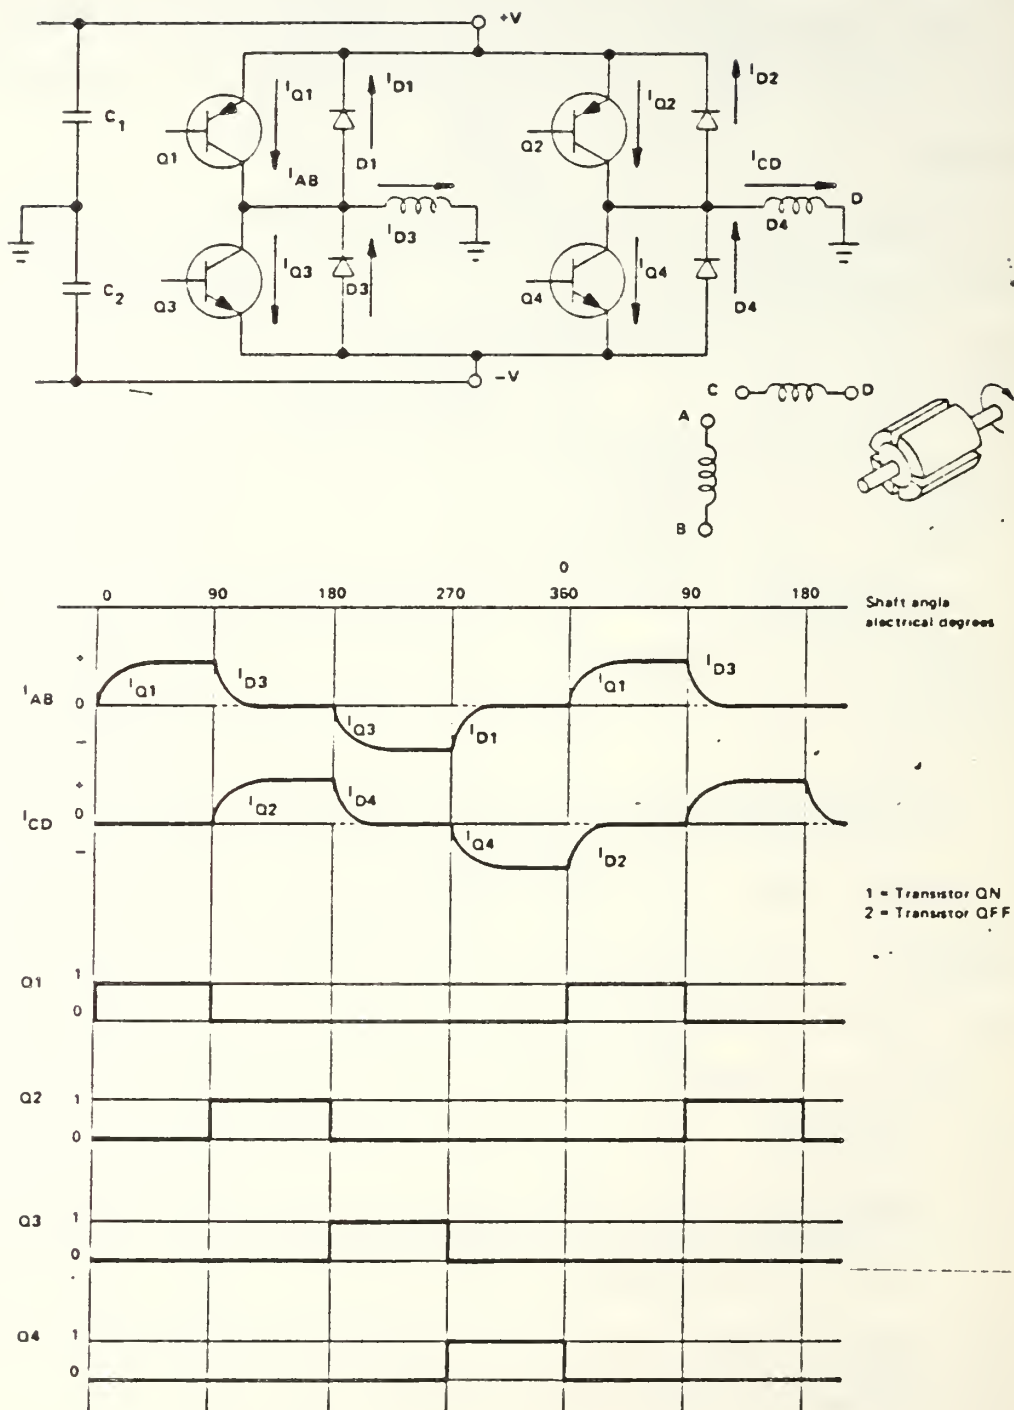 +V
C1
IQ1
ID1
IQ2
ID2
Q1
D1
Q2
IAB
ICD
D
ID3
D4
IQ3
IQ4
C2
Q3
D3
Q4
D4
-V
C
D
A
B
0
0 90 180 270 360 90 180
Shaft angla
electrical degrees
+
IAB 0
-
IQ1 ID3 IQ3 ID1 IQ1 ID3
+
ICD 0
-
IQ2 ID4 IQ4 ID2
1 = Transistor QN
2 = Transistor QFF
Q1 1
0
Q2 1
0
Q3 1
0
Q4 1
0